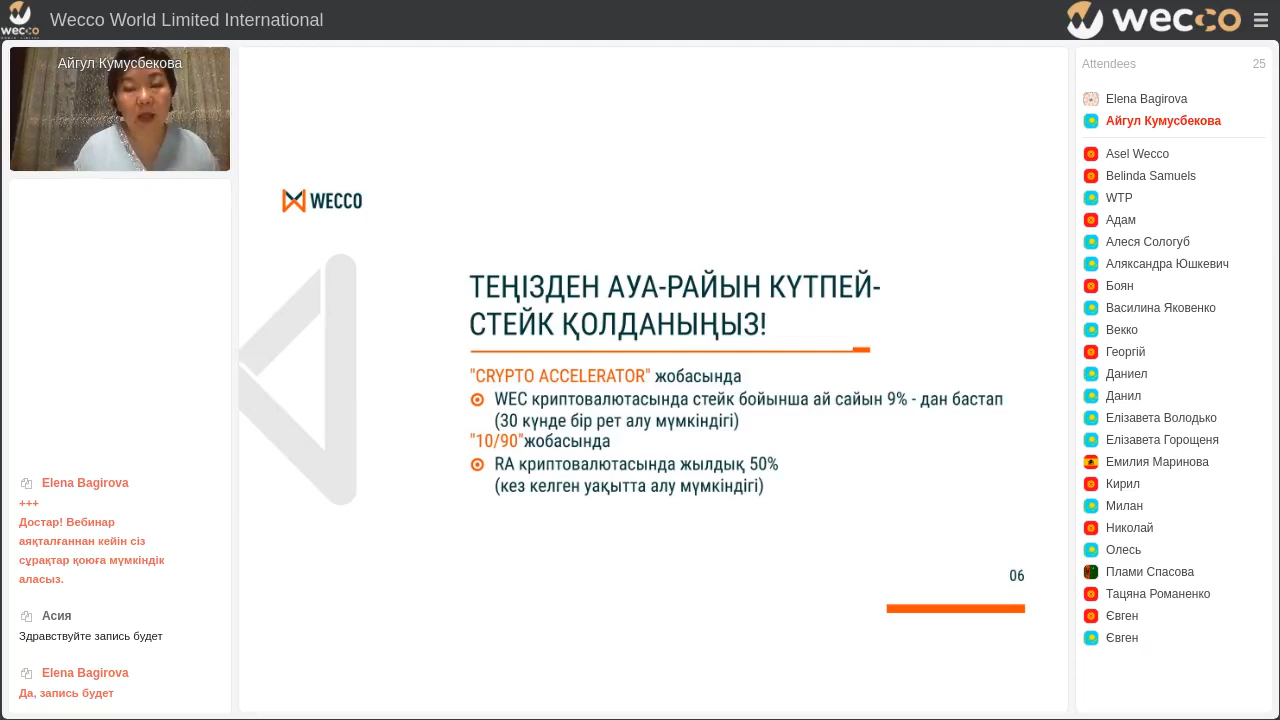 wecco
Wecco World Limited International
wecco
Айгул Кумусбекова
Elena Bagirova
+++
Достар! Вебинар
аяқталғаннан кейін сіз
сұрақтар қоюға мүмкіндік
аласыз.
Асия
Здравствуйте запись будет
Elena Bagirova
Да, запись будет
WECCO
ТЕҢІЗДЕН АУА-РАЙЫН КҮТПЕЙ-
СТЕЙК ҚОЛДАНЫҢЫЗ!
"CRYPTO ACCELERATOR" жобасында
WEC криптовалютасында стейк бойынша ай сайын 9% - дан бастап
(30 күнде бір рет алу мүмкіндігі)
"10/90"жобасында
RA криптовалютасында жылдық 50%
(кез келген уақытта алу мүмкіндігі)
06
Attendees 25
Elena Bagirova
Айгул Кумусбекова
Asel Wecco
Belinda Samuels
WTP
Адам
Алеся Сологуб
Аляксандра Юшкевич
Боян
Василина Яковенко
Векко
Георгій
Даниел
Данил
Елізавета Володько
Елізавета Горощеня
Емилия Маринова
Кирил
Милан
Николай
Олесь
Плами Спасова
Тацяна Романенко
Євген
Євген